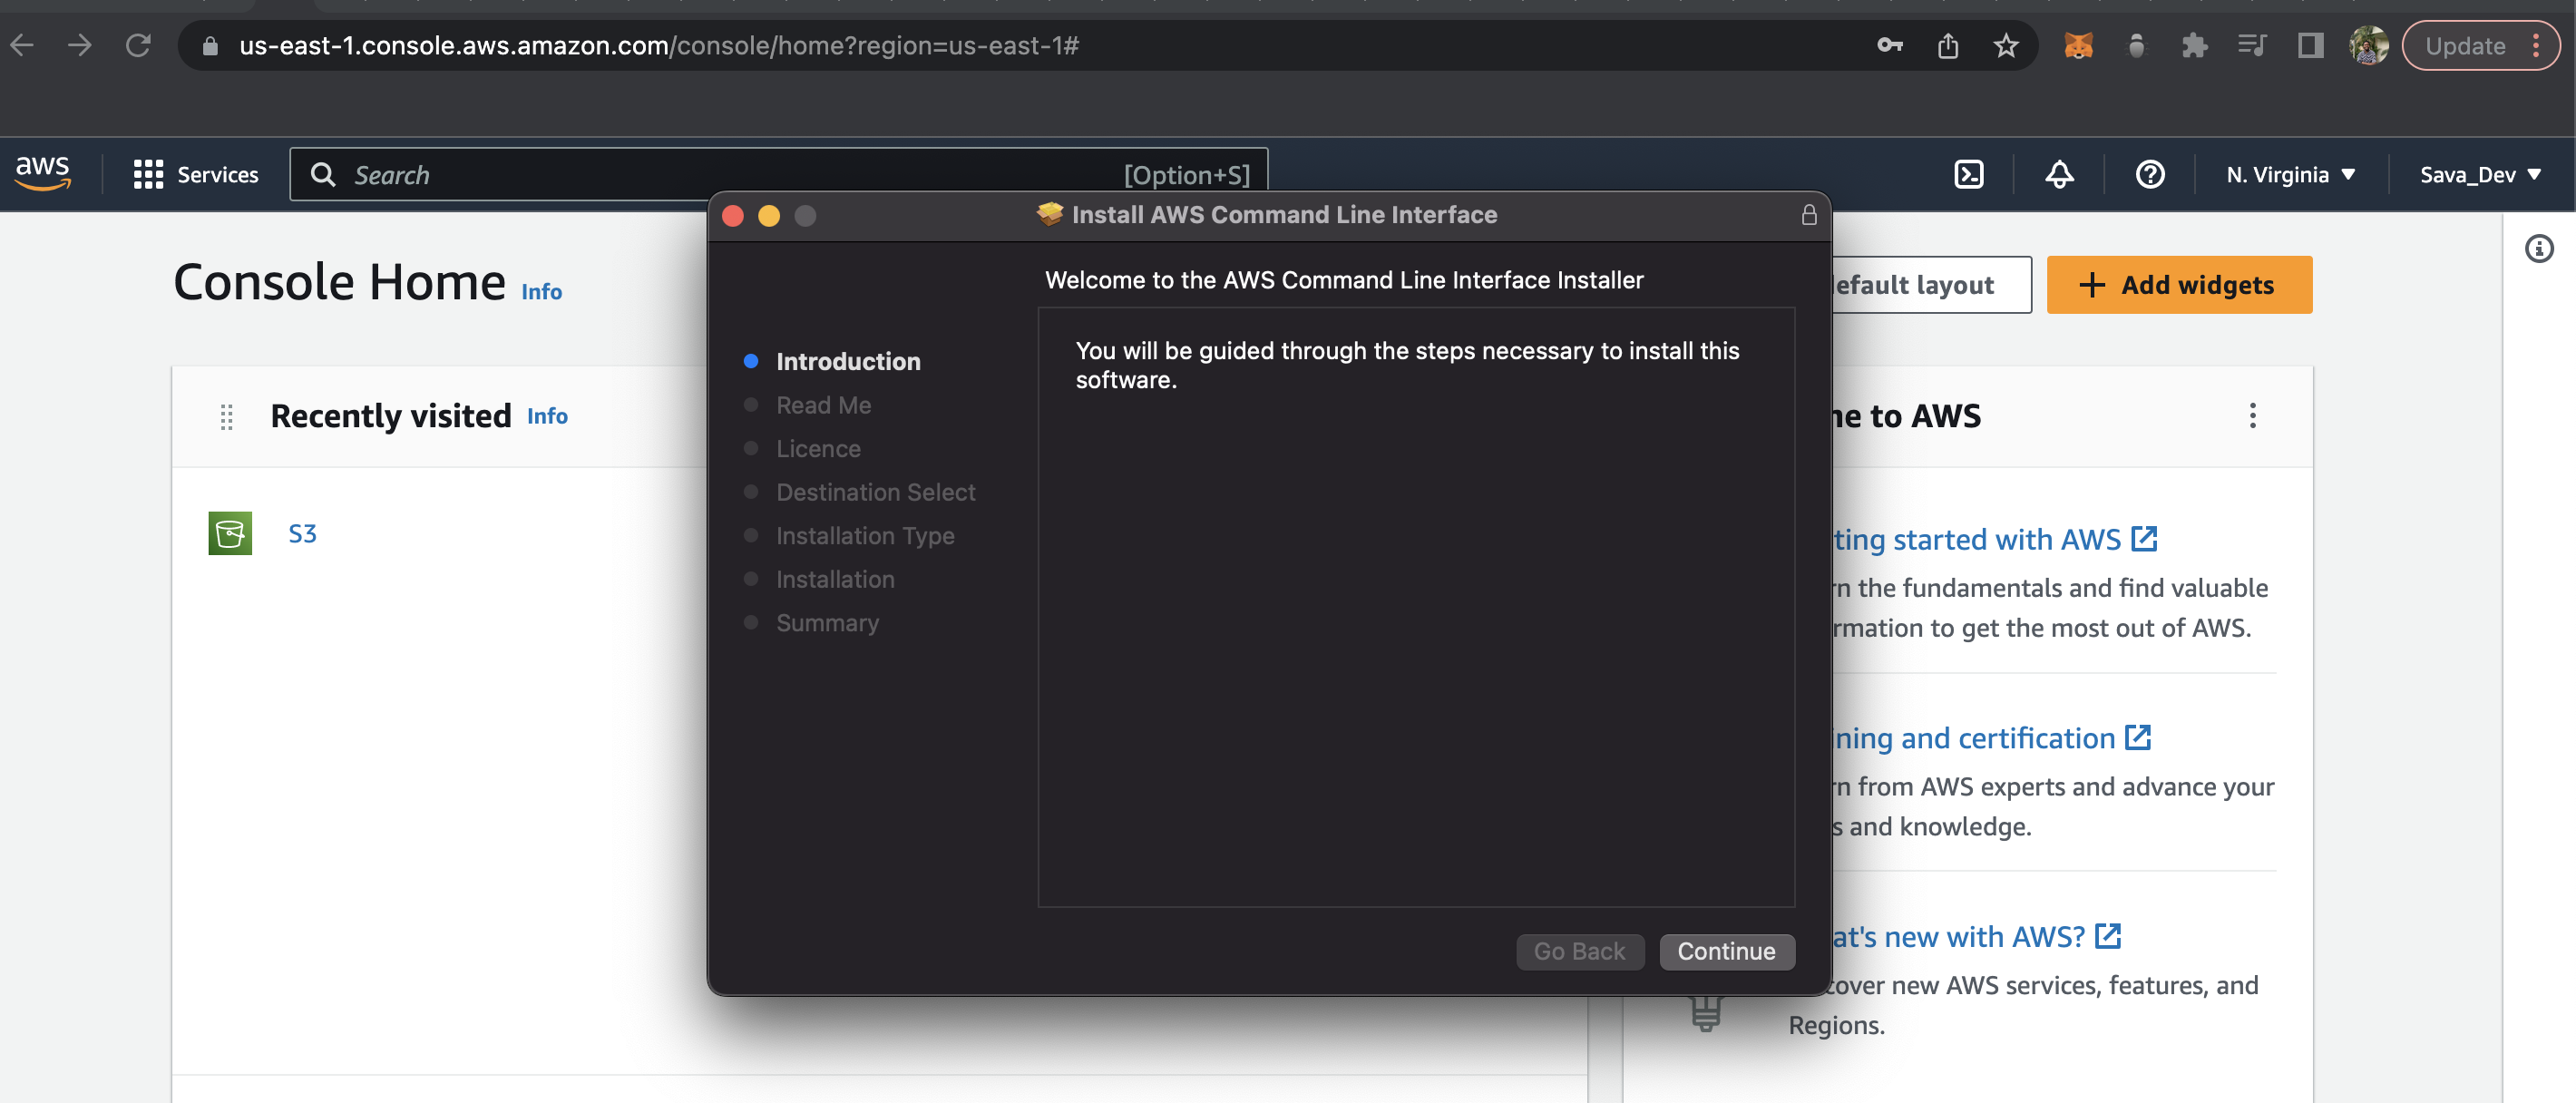 us-east-1.console.aws.amazon.com/console/home?region=us-east-1#
Update
aws
Services
Search
[Option+S]
N. Virginia
Sava_Dev
Install AWS Command Line Interface
Welcome to the AWS Command Line Interface Installer
Introduction
Read Me
Licence
Destination Select
Installation Type
Installation
Summary
You will be guided through the steps necessary to install this
software.
Go Back
Continue
Console Home Info
efault layout
Add widgets
Recently visited Info
S3
ne to AWS
ting started with AWS
rn the fundamentals and find valuable
rmation to get the most out of AWS.
ining and certification
rn from AWS experts and advance your
s and knowledge.
at's new with AWS?
cover new AWS services, features, and
Regions.